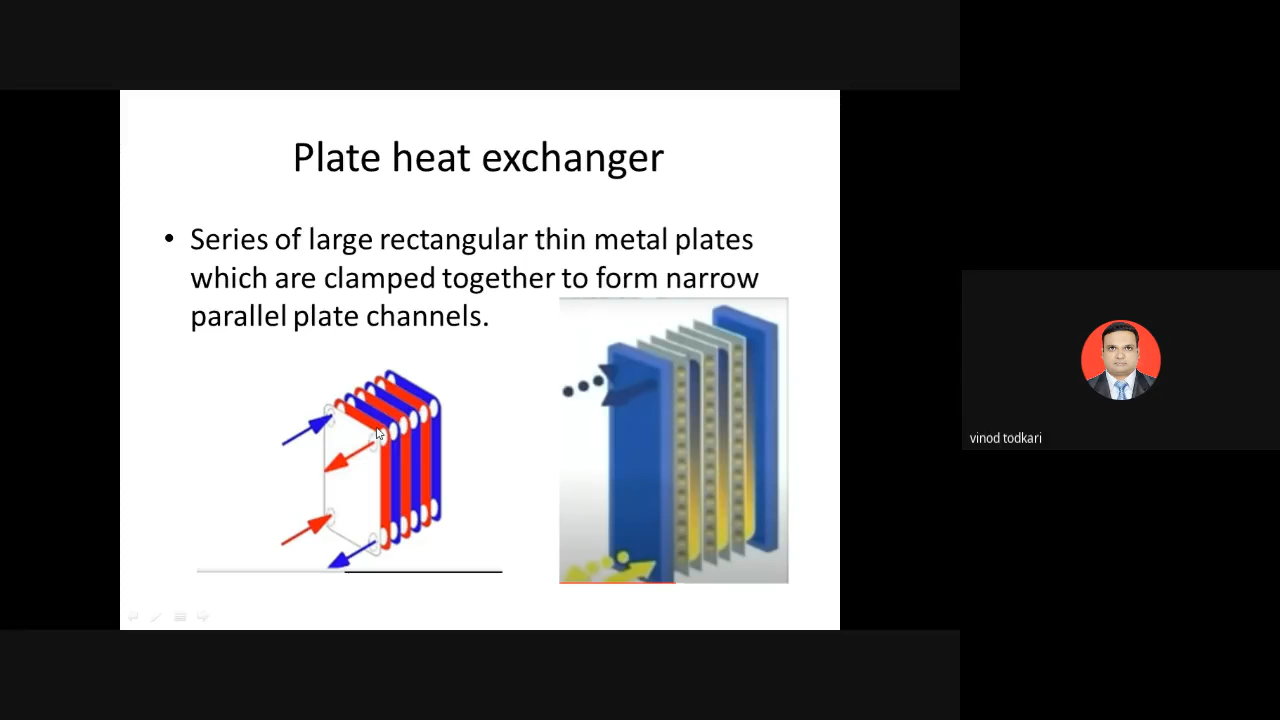 Plate heat exchanger
• Series of large rectangular thin metal plates
which are clamped together to form narrow
parallel plate channels.
vinod todkari